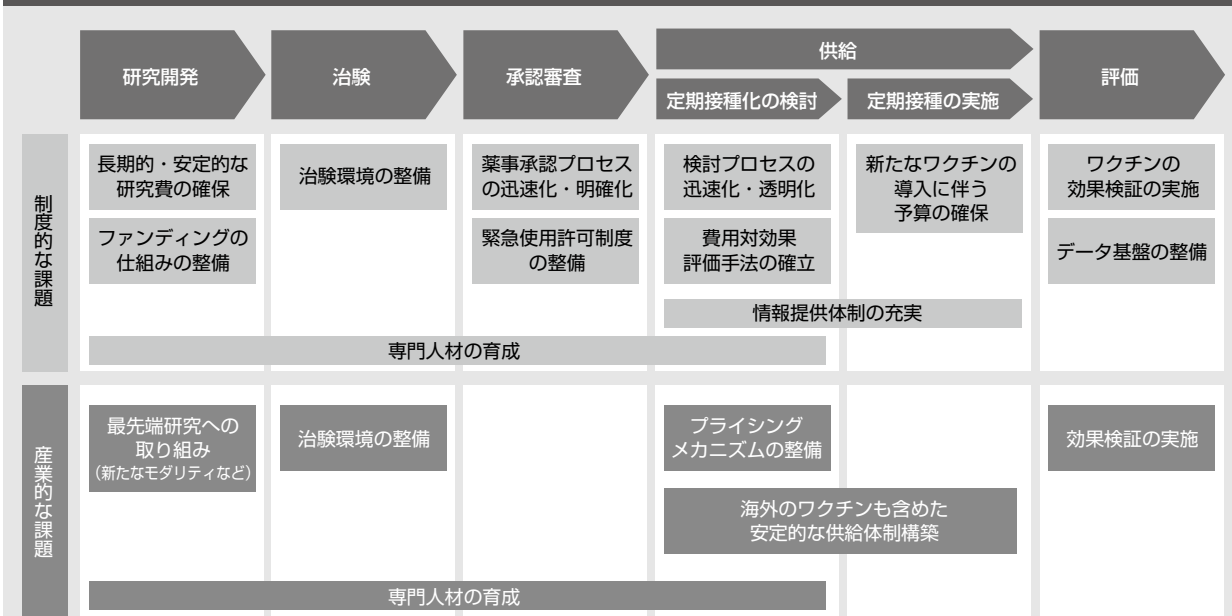 研究開発
治験
承認審査
供給
定期接種化の検討
定期接種の実施
評価
制度的な課題
長期的・安定的な
研究費の確保
ファンディングの
仕組みの整備
治験環境の整備
薬事承認プロセス
の迅速化・明確化
緊急使用許可制度
の整備
検討プロセスの
迅速化・透明化
費用対効果
評価手法の確立
新たなワクチンの
導入に伴う
予算の確保
ワクチンの
効果検証の実施
データ基盤の整備
情報提供体制の充実
専門人材の育成
産業的な課題
最先端研究への
取り組み
(新たなモダリティなど)
治験環境の整備
プライシング
メカニズムの整備
効果検証の実施
海外のワクチンも含めた
安定的な供給体制構築
専門人材の育成